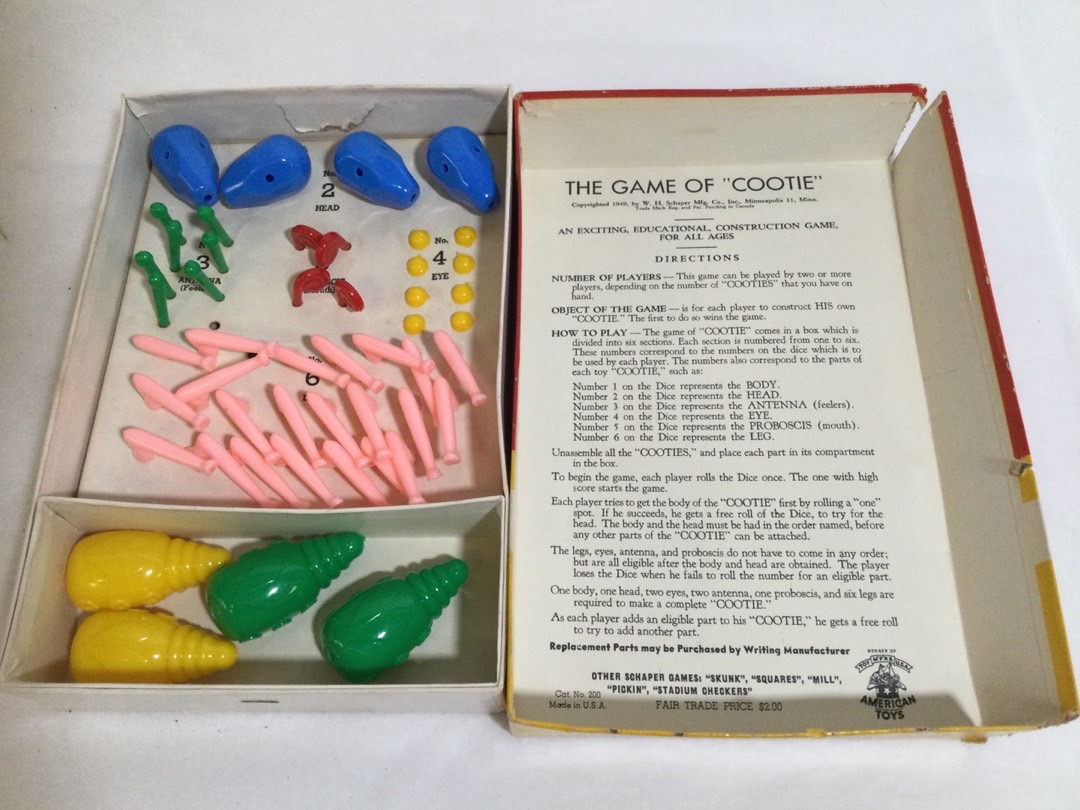 No.
2
HEAD
3
No.
4
EYE
No.
6
THE GAME OF "COOTIE"
Copyrighted 1949, by W. H. Schaper Mfg. Co., Inc., Minneapolis 11, Minn.
Trade Mark Reg. and Pat. Pending in Canada
AN EXCITING, EDUCATIONAL, CONSTRUCTION GAME,
FOR ALL AGES
DIRECTIONS
NUMBER OF PLAYERS — This game can be played by two or more
players, depending on the number of "COOTIES" that you have on
hand.
OBJECT OF THE GAME — is for each player to construct HIS own
"COOTIE." The first to do so wins the game.
HOW TO PLAY — The game of "COOTIE" comes in a box which is
divided into six sections. Each section is numbered from one to six.
These numbers correspond to the numbers on the dice which is to
be used by each player. The numbers also correspond to the parts of
each toy "COOTIE," such as:
Number 1 on the Dice represents the BODY.
Number 2 on the Dice represents the HEAD.
Number 3 on the Dice represents the ANTENNA (feelers).
Number 4 on the Dice represents the EYE.
Number 5 on the Dice represents the PROBOSCIS (mouth).
Number 6 on the Dice represents the LEG.
Unassemble all the "COOTIES," and place each part in its compartment
in the box.
To begin the game, each player rolls the Dice once. The one with high
score starts the game.
Each player tries to get the body of the "COOTIE" first by rolling a "one"
spot. If he succeeds, he gets a free roll of the Dice, to try for the
head. The body and the head must be had in the order named, before
any other parts of the "COOTIE" can be attached.
The legs, eyes, antenna, and proboscis do not have to come in any order;
but are all eligible after the body and head are obtained. The player
loses the Dice when he fails to roll the number for an eligible part.
One body, one head, two eyes, two antenna, one proboscis, and six legs are
required to make a complete "COOTIE."
As each player adds an eligible part to his "COOTIE," he gets a free roll
to try to add another part.
Replacement Parts may be Purchased by Writing Manufacturer
OTHER SCHAPER GAMES: "SKUNK", "SQUARES", "MILL",
"PICKIN", "STADIUM CHECKERS"
Cat. No. 200
Made in U.S.A.
FAIR TRADE PRICE $2.00
MEMBER OF
AMERICAN
TOYS